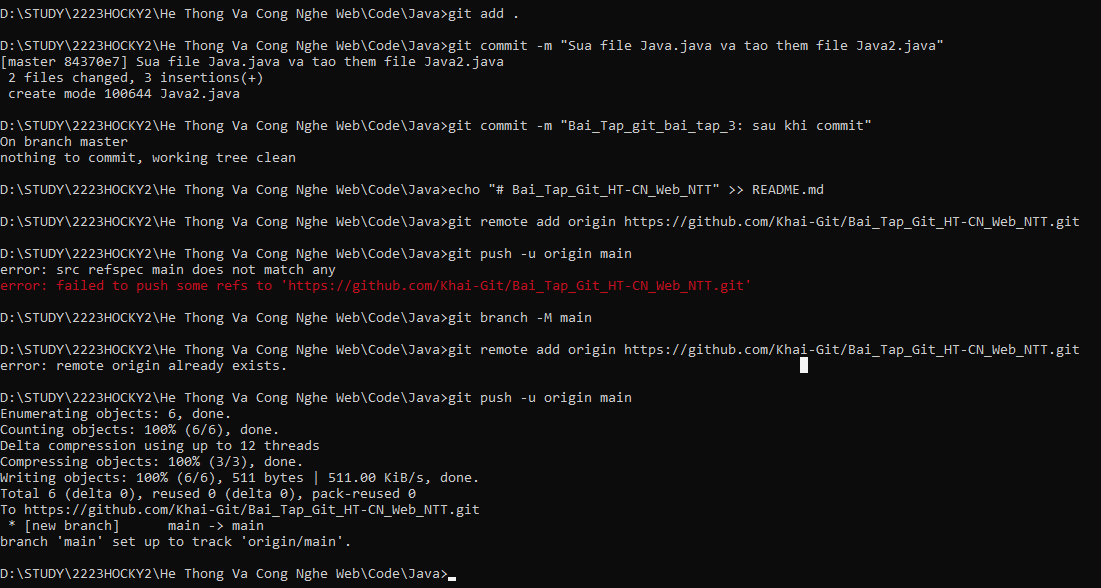 D:\STUDY\2223HOCKY2\He Thong Va Cong Nghe Web\Code\Java>git add .
D:\STUDY\2223HOCKY2\He Thong Va Cong Nghe Web\Code\Java>git commit -m "Sua file Java.java va tao them file Java2.java"
[master 84370e7] Sua file Java.java va tao them file Java2.java
 2 files changed, 3 insertions(+)
 create mode 100644 Java2.java
D:\STUDY\2223HOCKY2\He Thong Va Cong Nghe Web\Code\Java>git commit -m "Bai_Tap_git_bai_tap_3: sau khi commit"
On branch master
nothing to commit, working tree clean
D:\STUDY\2223HOCKY2\He Thong Va Cong Nghe Web\Code\Java>echo "# Bai_Tap_Git_HT-CN_Web_NTT" >> README.md
D:\STUDY\2223HOCKY2\He Thong Va Cong Nghe Web\Code\Java>git remote add origin https://github.com/Khai-Git/Bai_Tap_Git_HT-CN_Web_NTT.git
D:\STUDY\2223HOCKY2\He Thong Va Cong Nghe Web\Code\Java>git push -u origin main
error: src refspec main does not match any
error: failed to push some refs to 'https://github.com/Khai-Git/Bai_Tap_Git_HT-CN_Web_NTT.git'
D:\STUDY\2223HOCKY2\He Thong Va Cong Nghe Web\Code\Java>git branch -M main
D:\STUDY\2223HOCKY2\He Thong Va Cong Nghe Web\Code\Java>git remote add origin https://github.com/Khai-Git/Bai_Tap_Git_HT-CN_Web_NTT.git
error: remote origin already exists.
D:\STUDY\2223HOCKY2\He Thong Va Cong Nghe Web\Code\Java>git push -u origin main
Enumerating objects: 6, done.
Counting objects: 100% (6/6), done.
Delta compression using up to 12 threads
Compressing objects: 100% (3/3), done.
Writing objects: 100% (6/6), 511 bytes | 511.00 KiB/s, done.
Total 6 (delta 0), reused 0 (delta 0), pack-reused 0
To https://github.com/Khai-Git/Bai_Tap_Git_HT-CN_Web_NTT.git
 * [new branch]      main -> main
branch 'main' set up to track 'origin/main'.
D:\STUDY\2223HOCKY2\He Thong Va Cong Nghe Web\Code\Java>